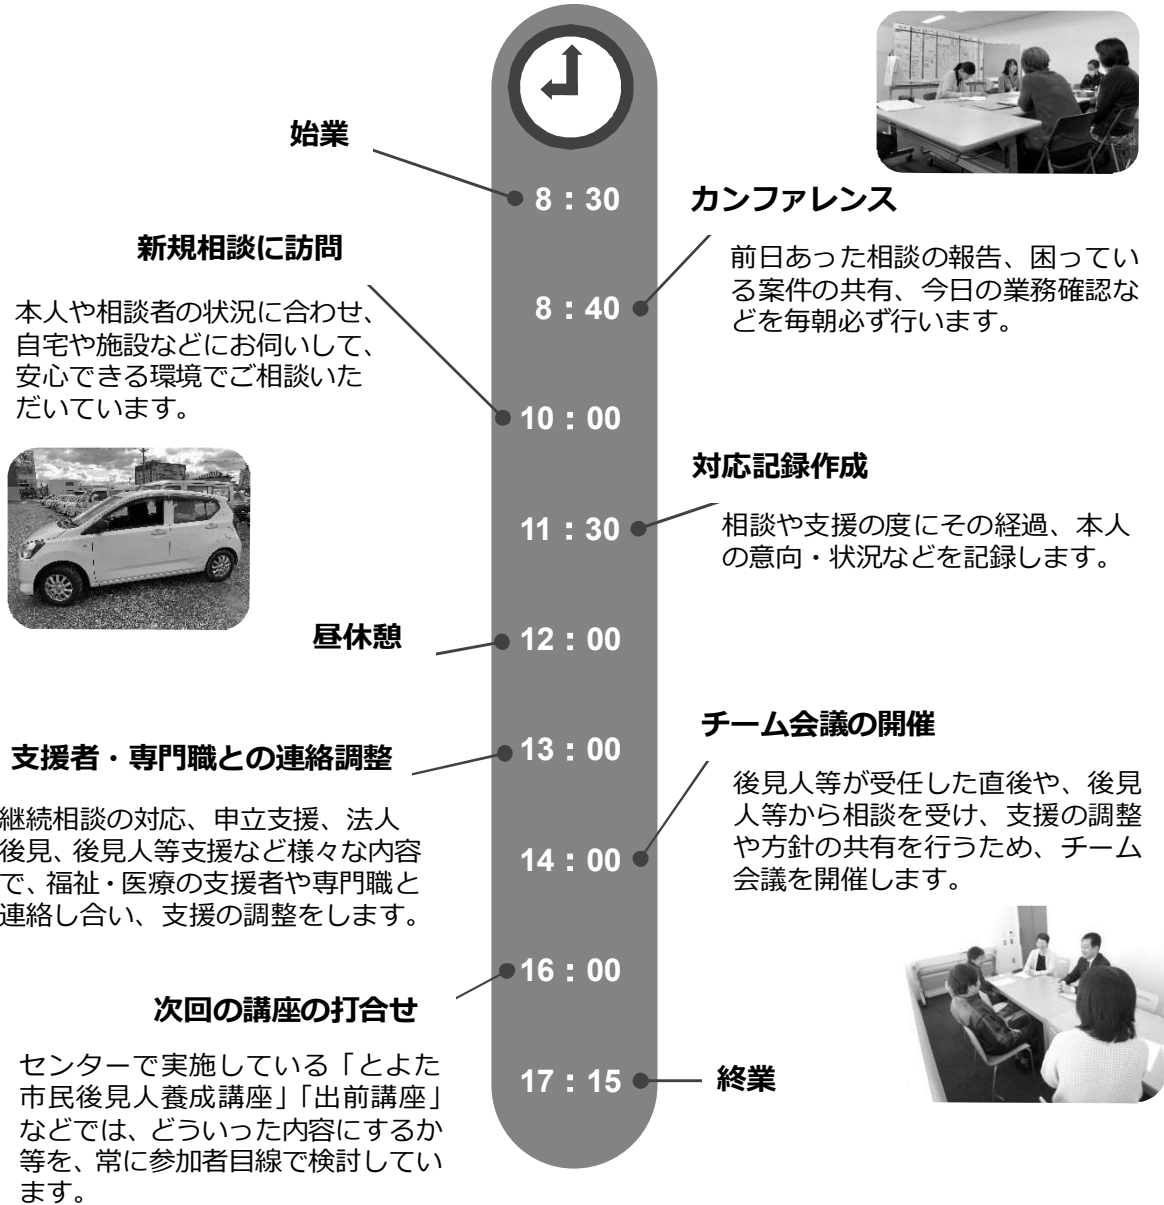 始業
8：30
カンファレンス
前日あった相談の報告、困ってい
る案件の共有、今日の業務確認な
どを毎朝必ず行います。
8：40
新規相談に訪問
本人や相談者の状況に合わせ、
自宅や施設などにお伺いして、
安心できる環境でご相談いた
だいています。
10：00
対応記録作成
相談や支援の度にその経過、本人
の意向・状況などを記録します。
11：30
昼休憩
12：00
支援者・専門職との連絡調整
継続相談の対応、申立支援、法人
後見、後見人等支援など様々な内容
で、福祉・医療の支援者や専門職と
連絡し合い、支援の調整をします。
13：00
チーム会議の開催
後見人等が受任した直後や、後見
人等から相談を受け、支援の調整
や方針の共有を行うため、チーム
会議を開催します。
14：00
次回の講座の打合せ
センターで実施している「とよた
市民後見人養成講座」「出前講座」
などでは、どういった内容にするか
等を、常に参加者目線で検討してい
ます。
16：00
17：15
終業